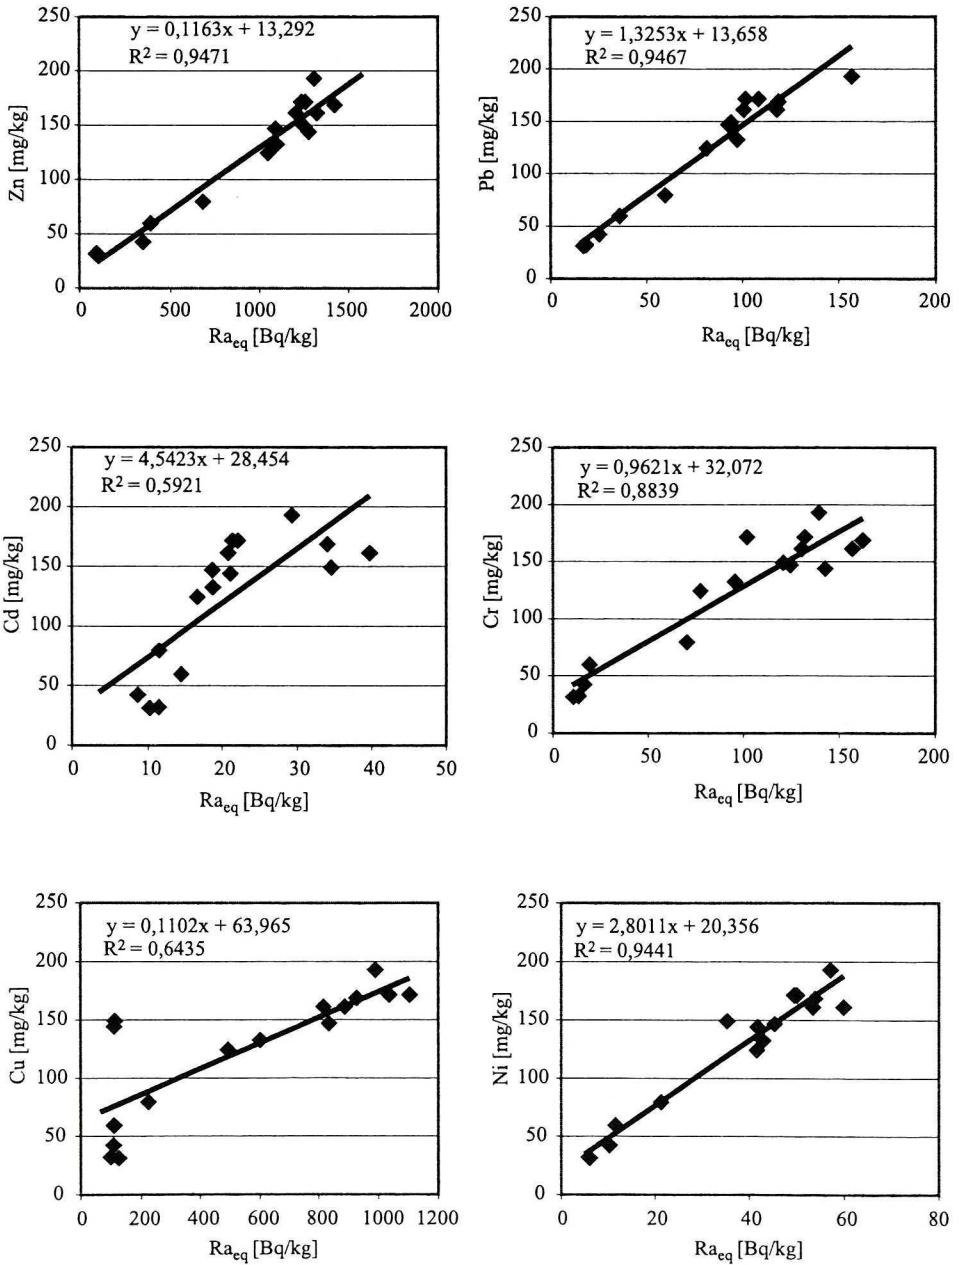 y = 0,1163x + 13,292
R² = 0,9471
250
200
150
100
50
0
Zn [mg/kg]
0 500 1000 1500 2000
Ra_eq [Bq/kg]
y = 1,3253x + 13,658
R² = 0,9467
250
200
150
100
50
0
Pb [mg/kg]
0 50 100 150 200
Ra_eq [Bq/kg]
y = 4,5423x + 28,454
R² = 0,5921
250
200
150
100
50
0
Cd [mg/kg]
0 10 20 30 40 50
Ra_eq [Bq/kg]
y = 0,9621x + 32,072
R² = 0,8839
250
200
150
100
50
0
Cr [mg/kg]
0 50 100 150 200
Ra_eq [Bq/kg]
y = 0,1102x + 63,965
R² = 0,6435
250
200
150
100
50
0
Cu [mg/kg]
0 200 400 600 800 1000 1200
Ra_eq [Bq/kg]
y = 2,8011x + 20,356
R² = 0,9441
250
200
150
100
50
0
Ni [mg/kg]
0 20 40 60 80
Ra_eq [Bq/kg]